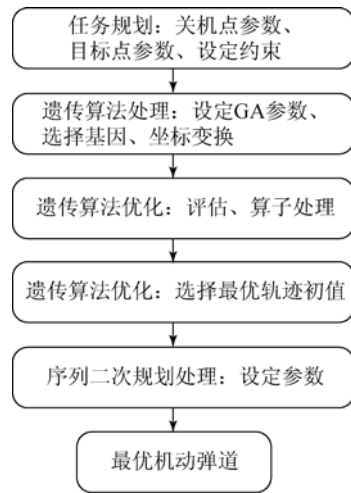 任务规划：关机点参数、
目标点参数、设定约束
遗传算法处理：设定GA参数、
选择基因、坐标变换
遗传算法优化：评估、算子处理
遗传算法优化：选择最优轨迹初值
序列二次规划处理：设定参数
最优机动弹道